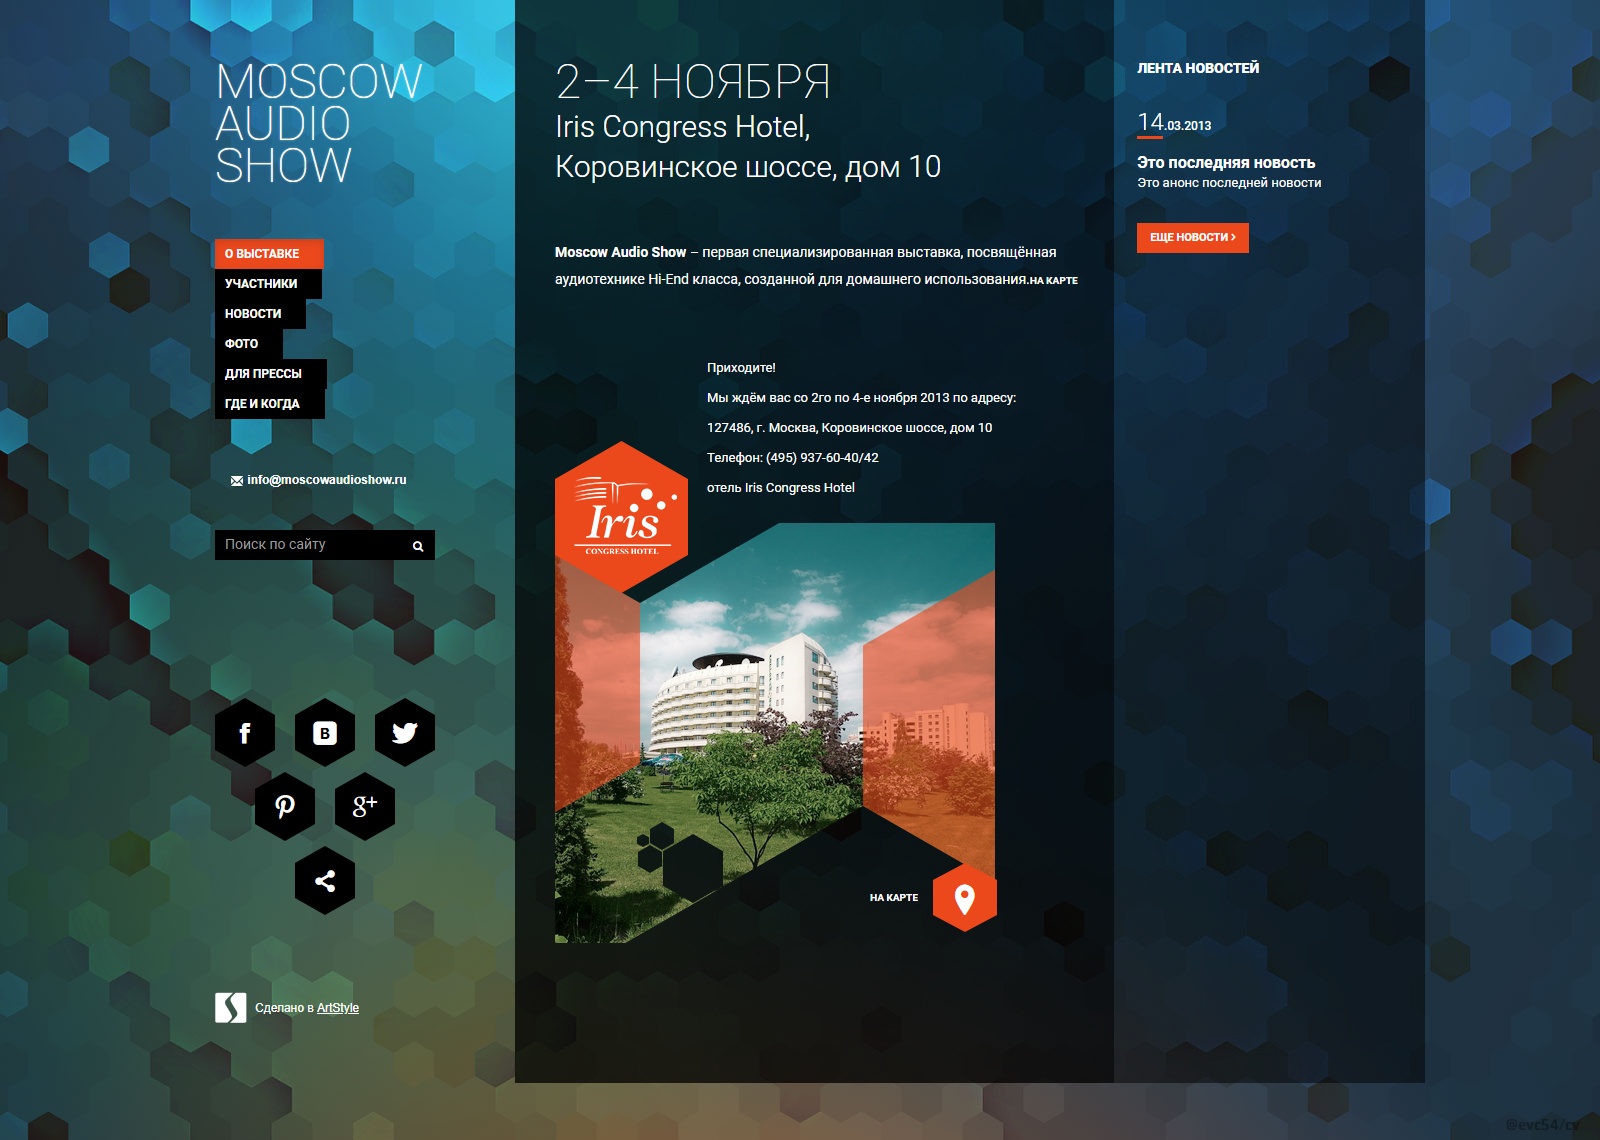 MOSCOW
AUDIO
SHOW
О ВЫСТАВКЕ
УЧАСТНИКИ
НОВОСТИ
ФОТО
ДЛЯ ПРЕССЫ
ГДЕ И КОГДА
info@moscowaudioshow.ru
Поиск по сайту
f
B
g+
Сделано в ArtStyle
2–4 НОЯБРЯ
Iris Congress Hotel,
Коровинское шоссе, дом 10
Moscow Audio Show – первая специализированная выставка, посвящённая
аудиотехнике Hi-End класса, созданной для домашнего использования.НА КАРТЕ
Приходите!
Мы ждём вас со 2го по 4-е ноября 2013 по адресу:
127486, г. Москва, Коровинское шоссе, дом 10
Телефон: (495) 937-60-40/42
отель Iris Congress Hotel
Iris
CONGRESS HOTEL
НА КАРТЕ
ЛЕНТА НОВОСТЕЙ
14.03.2013
Это последняя новость
Это анонс последней новости
ЕЩЕ НОВОСТИ ›
@evc54/cv